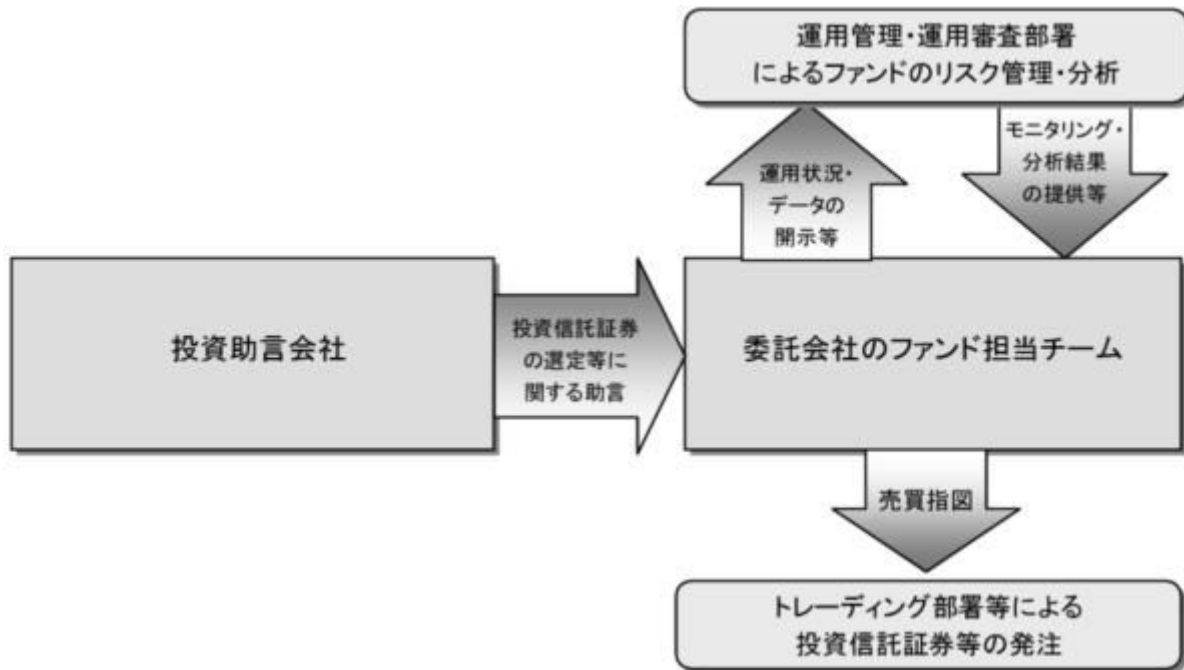 運用管理・運用審査部署
によるファンドのリスク管理・分析
運用状況・
データの
開示等
モニタリング・
分析結果
の提供等
投資助言会社
投資信託証券
の選定等に
関する助言
委託会社のファンド担当チーム
売買指図
トレーディング部署等による
投資信託証券等の発注